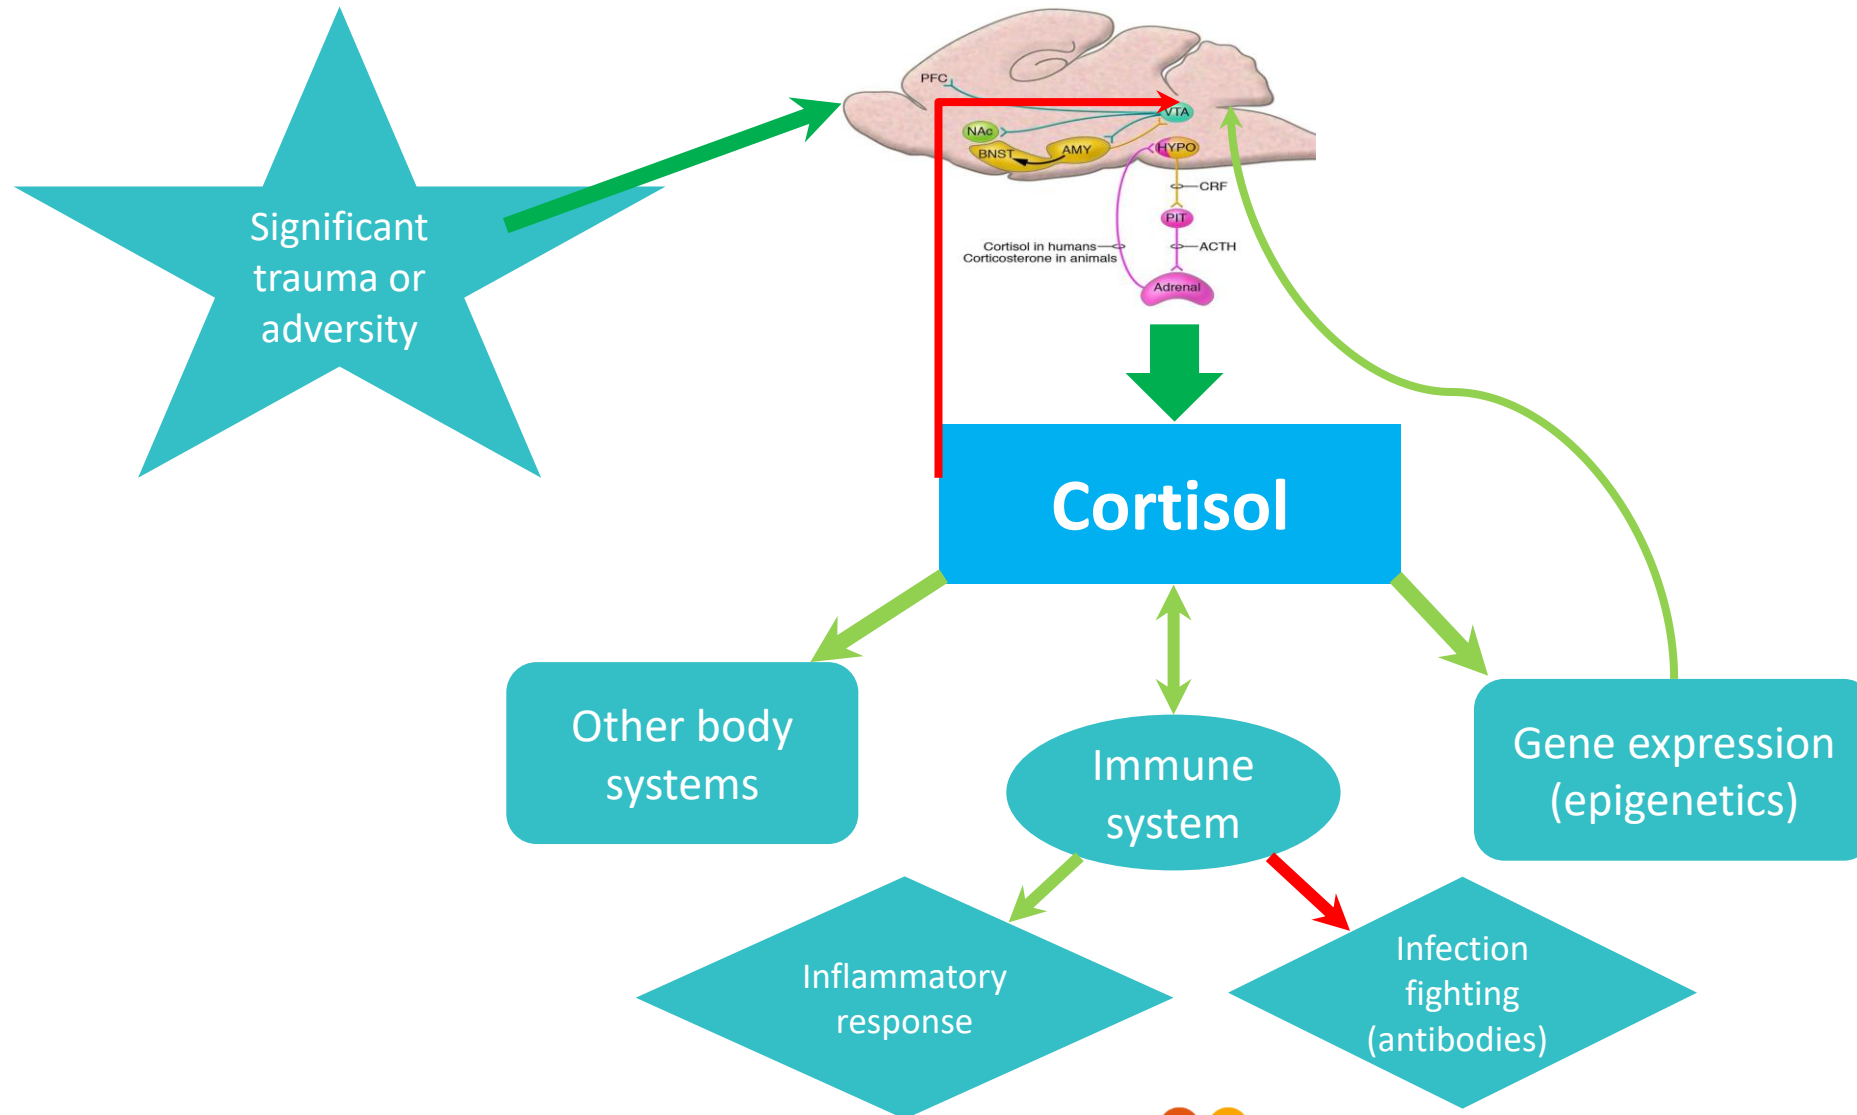 Significant
trauma or
adversity
PFC
VTA
NAc
BNST
AMY
HYPO
CRF
PIT
Cortisol in humans
Corticosterone in animals
ACTH
Adrenal
Cortisol
Other body
systems
Immune
system
Gene expression
(epigenetics)
Inflammatory
response
Infection
fighting
(antibodies)